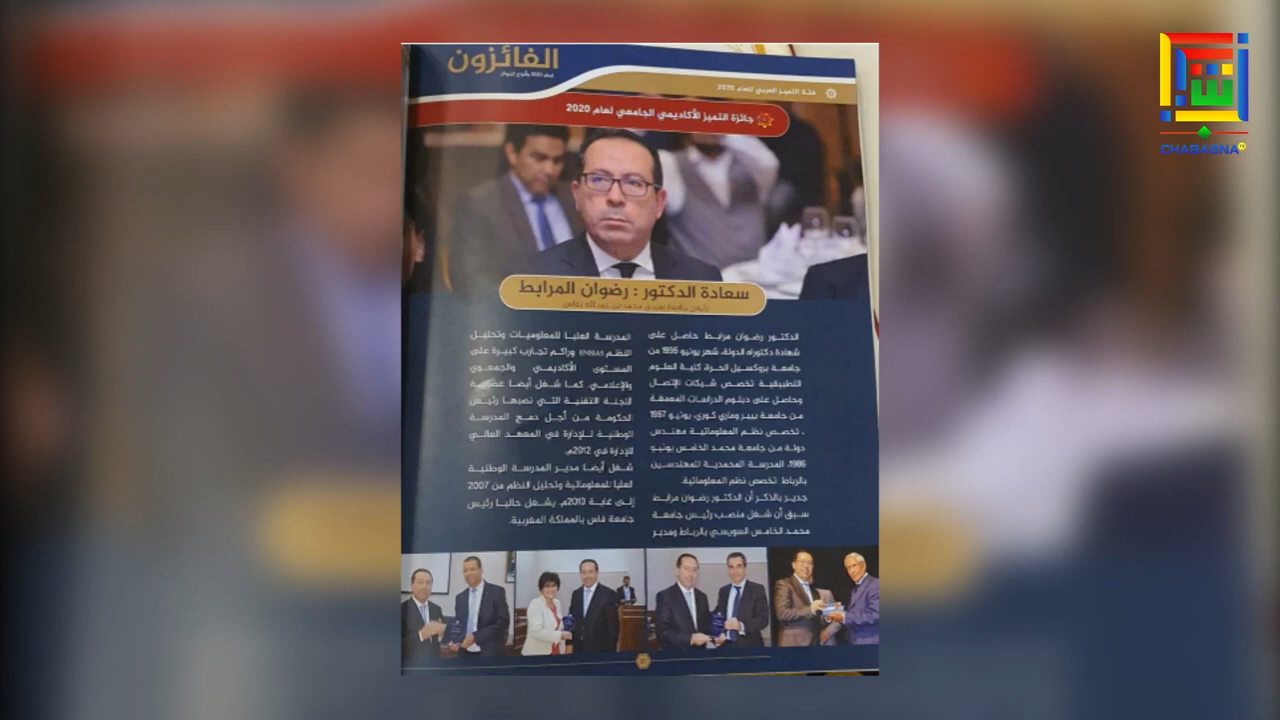 الفائزون
فئـة التميـز العربـي للعـام 2020
جائزة التميز الأكاديمي الجامعي لعام 2020
سعادة الدكتور : رضوان المرابط
الدكتور رضوان مرابط حاصل على
شهادة دكتوراه الدولة، شهر يونيو 1995 من
جامعة بروكسيل الحرة، كلية العلوم
التطبيقية تخصص شبكات الإتصال
وحاصل على دبلوم الدراسات المعمقة
من جامعة بيير وماري كوري، يونيو 1987
، تخصص نظم المعلوماتية مهندس
دولة من جامعة محمد الخامس يونيو
1986، المدرسة المحمدية للمهندسين
بالرباط تخصص نظم المعلوماتية.
جدير بالذكر أن الدكتور رضوان مرابط
سبق أن شغل منصب رئيس جامعة
محمد الخامس السويسي بالرباط ومدير
المدرسة العليا للمعلوميات وتحليل
النظم ENSIAS وراكم تجارب كبيرة على
المستوى الأكاديمي والجمعوي
والإعلامي. كما شغل أيضا عضوية
اللجنة التقنية التي نصبها رئيس
الحكومة من أجل دمج المدرسة
الوطنية للإدارة في المعهد العالي
للإدارة في 2012م.
شغل أيضا مدير المدرسة الوطنية
العليا للمعلوماتية وتحليل النظم من 2007
إلى غاية 2013م. يشغل حاليا رئيس
جامعة فاس بالمملكة المغربية.
CHABABNA TV